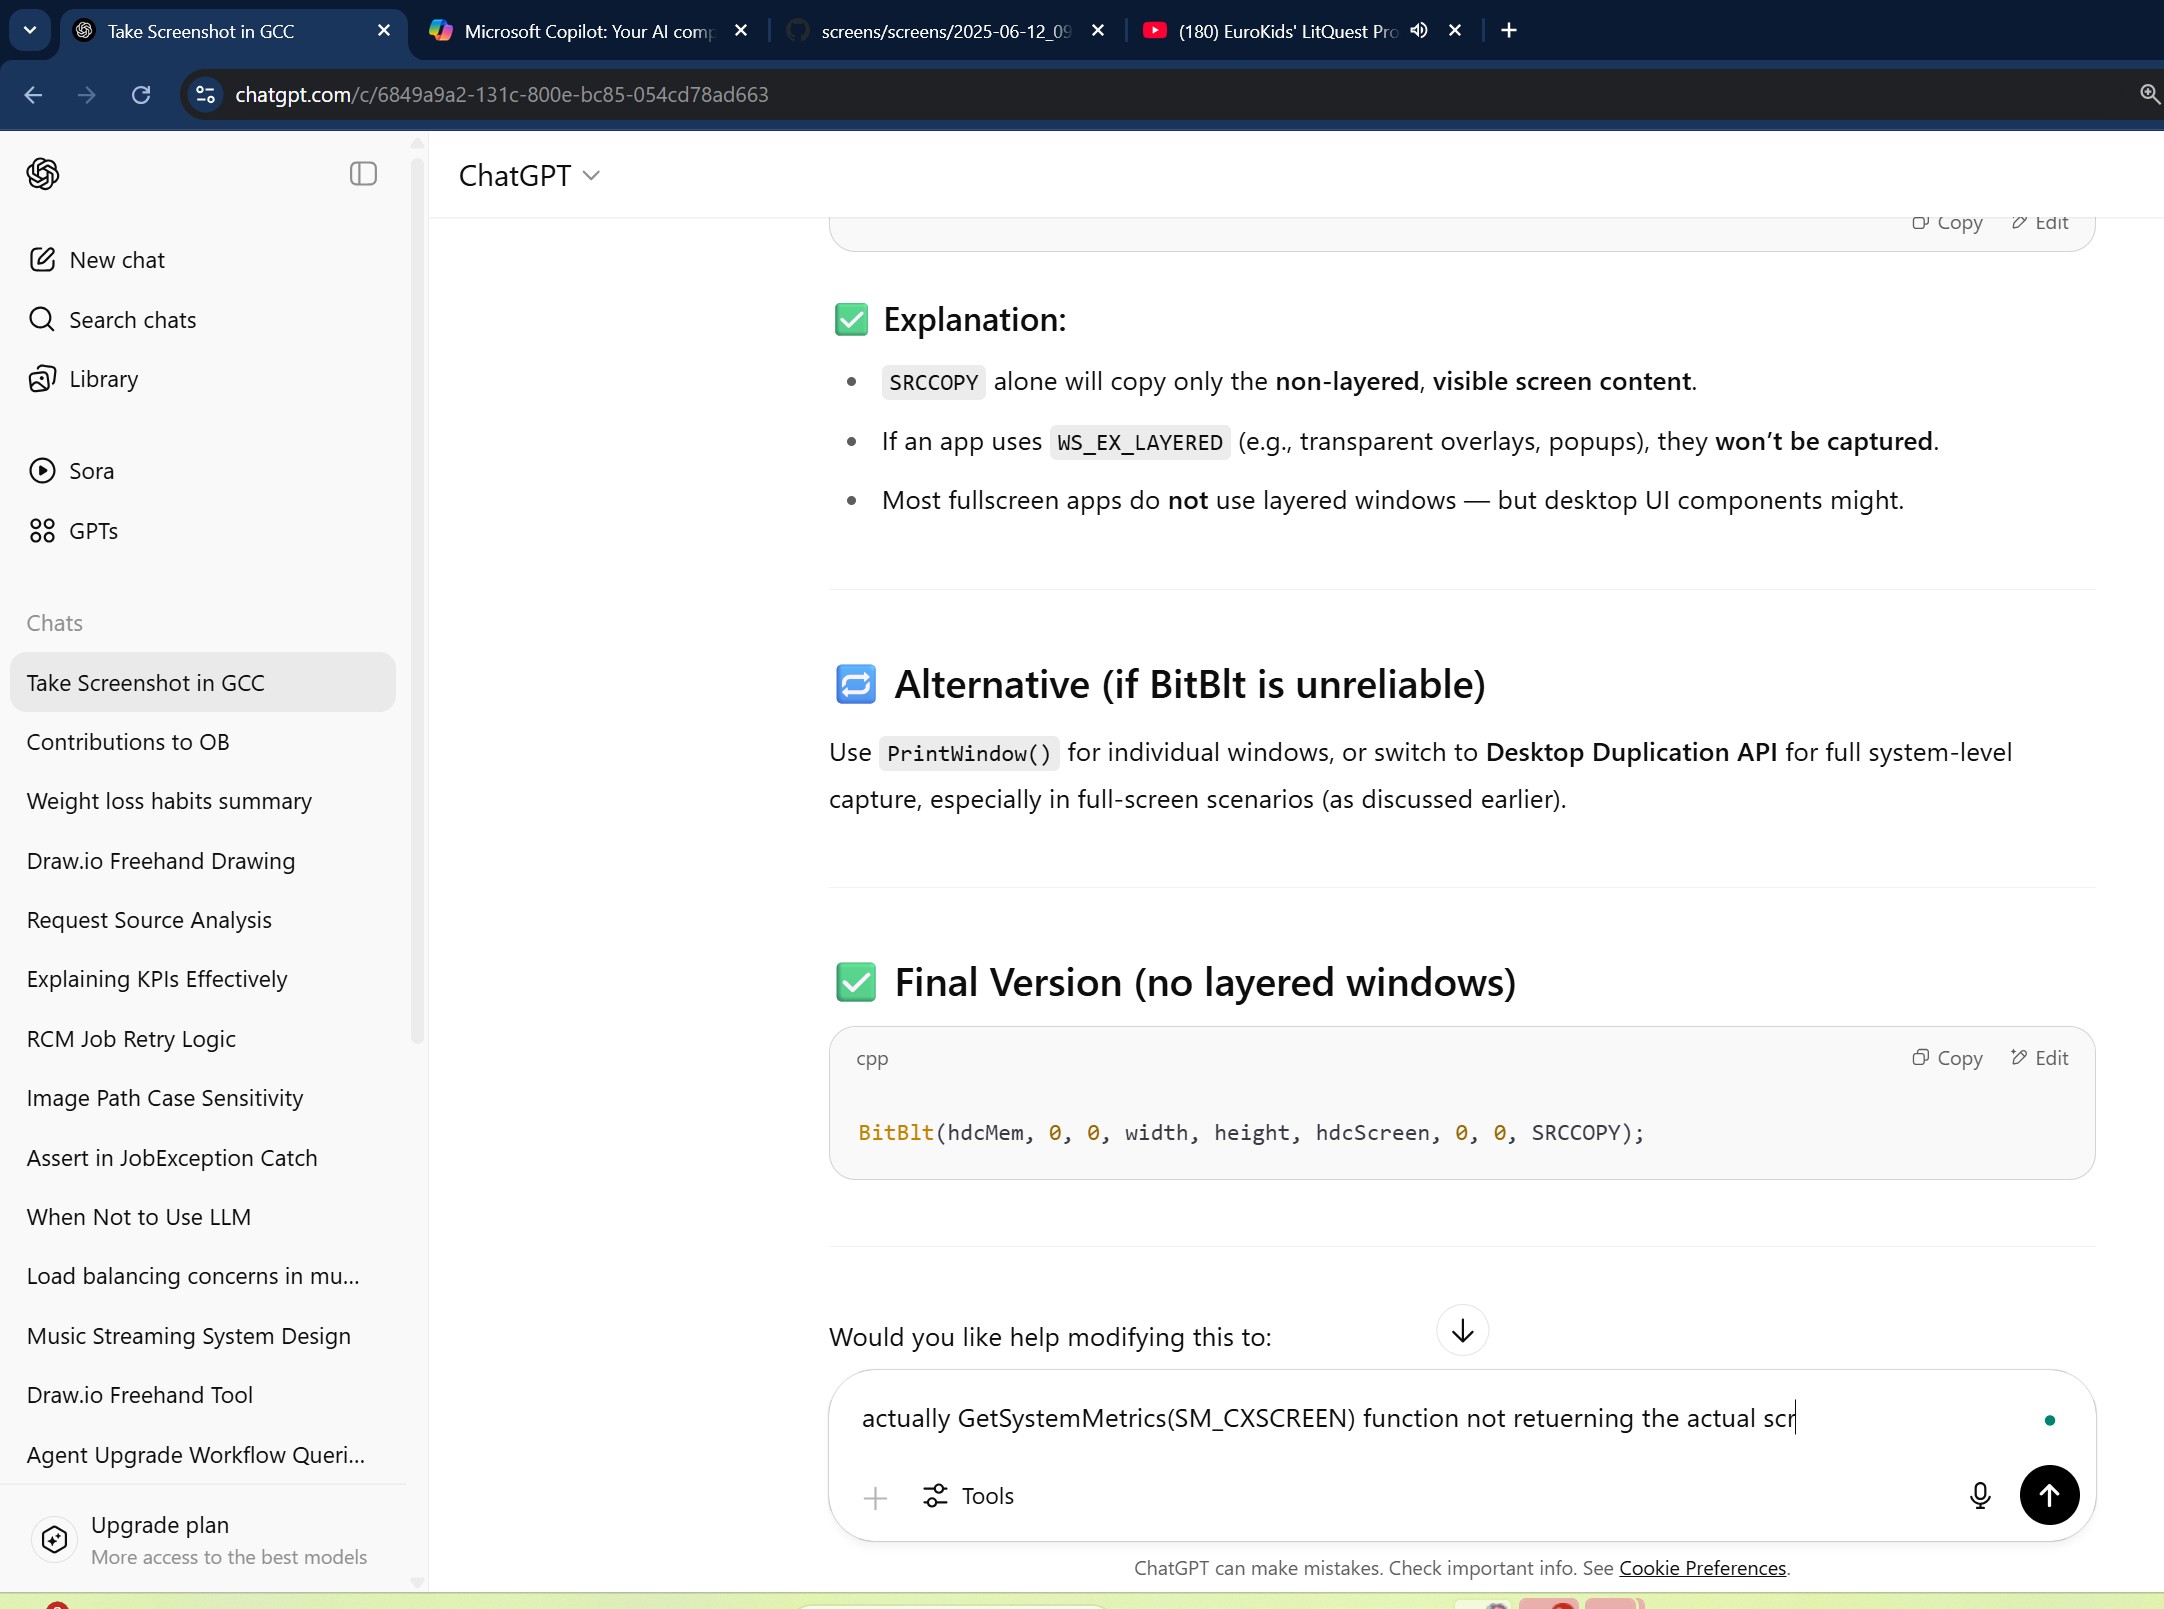 Take Screenshot in GCC
Microsoft Copilot: Your AI comp
screens/screens/2025-06-12_09
(180) EuroKids' LitQuest Pro
chatgpt.com/c/6849a9a2-131c-800e-bc85-054cd78ad663
ChatGPT
New chat
Search chats
Library
Sora
GPTs
Chats
Take Screenshot in GCC
Contributions to OB
Weight loss habits summary
Draw.io Freehand Drawing
Request Source Analysis
Explaining KPIs Effectively
RCM Job Retry Logic
Image Path Case Sensitivity
Assert in JobException Catch
When Not to Use LLM
Load balancing concerns in mu...
Music Streaming System Design
Draw.io Freehand Tool
Agent Upgrade Workflow Queri...
Upgrade plan
More access to the best models
Copy Edit
Explanation:
SRCCOPY alone will copy only the non-layered, visible screen content.
If an app uses WS_EX_LAYERED (e.g., transparent overlays, popups), they won’t be captured.
Most fullscreen apps do not use layered windows — but desktop UI components might.
Alternative (if BitBlt is unreliable)
Use PrintWindow() for individual windows, or switch to Desktop Duplication API for full system-level
capture, especially in full-screen scenarios (as discussed earlier).
Final Version (no layered windows)
cpp
Copy Edit
BitBlt(hdcMem, 0, 0, width, height, hdcScreen, 0, 0, SRCCOPY);
Would you like help modifying this to:
actually GetSystemMetrics(SM_CXSCREEN) function not retuerning the actual scr
Tools
ChatGPT can make mistakes. Check important info. See Cookie Preferences.